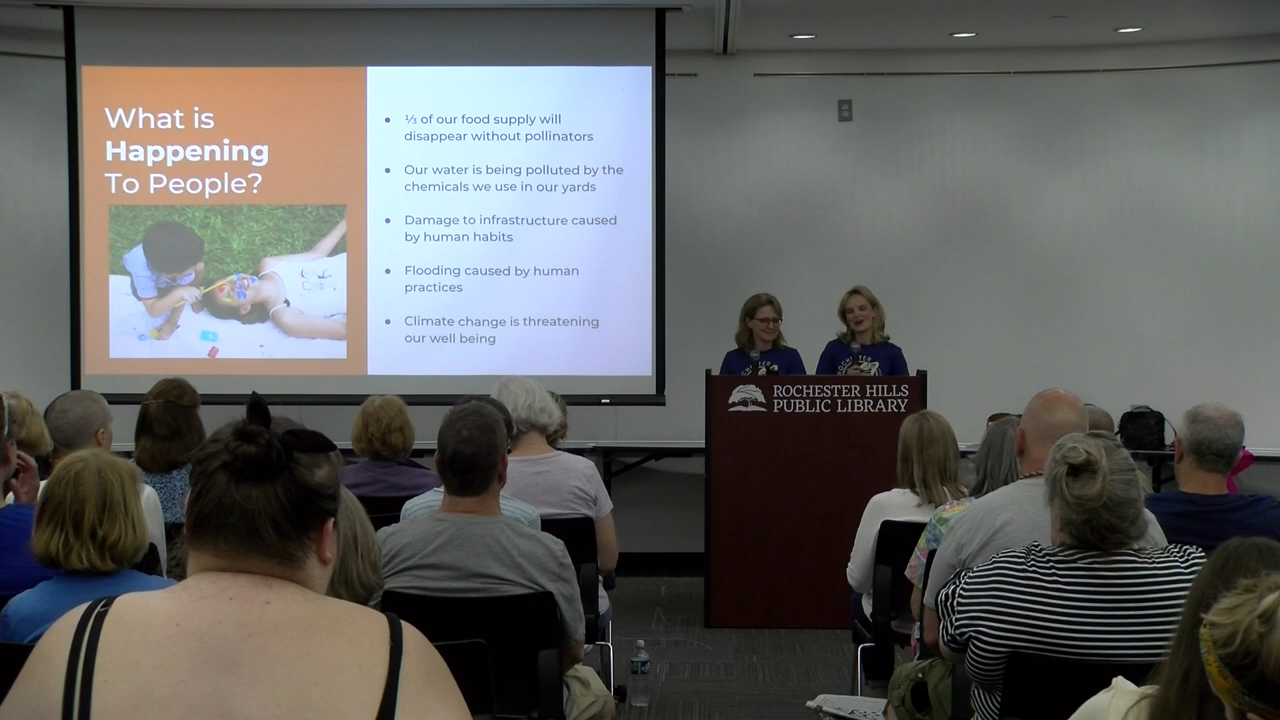 What is
Happening
To People?
● ⅓ of our food supply will
disappear without pollinators
● Our water is being polluted by the
chemicals we use in our yards
● Damage to infrastructure caused
by human habits
● Flooding caused by human
practices
● Climate change is threatening
our well being
ROCHESTER
ROCHESTER HILLS
PUBLIC LIBRARY